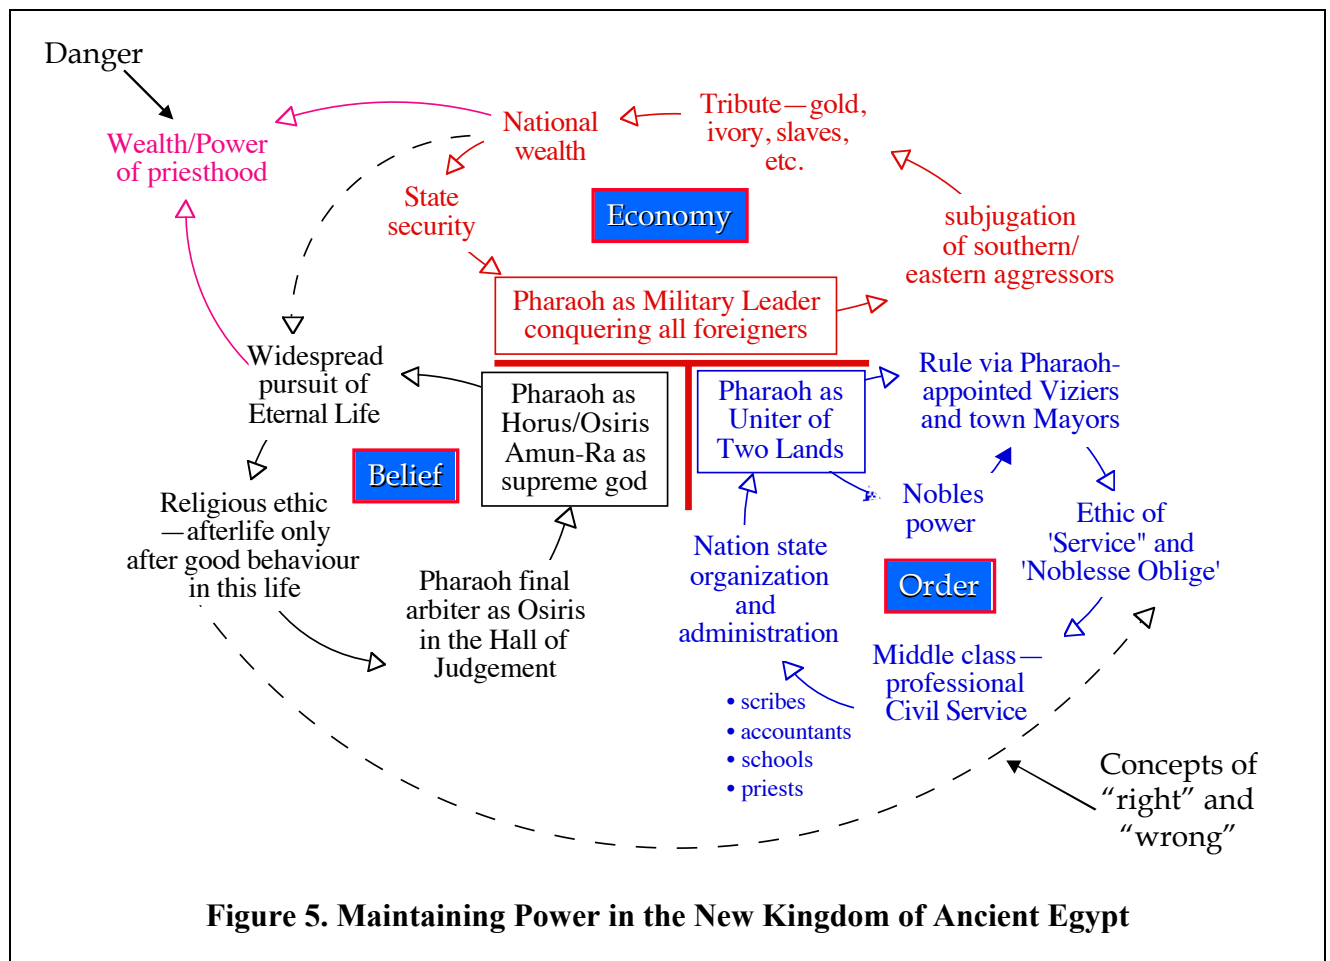 Danger
Wealth/Power
of priesthood
National
wealth
Tribute—gold,
ivory, slaves,
etc.
State
security
Economy
subjugation
of southern/
eastern aggressors
Pharaoh as Military Leader
conquering all foreigners
Widespread
pursuit of
Eternal Life
Pharaoh as
Horus/Osiris
Amun-Ra as
supreme god
Pharaoh as
Uniter of
Two Lands
Rule via Pharaoh-
appointed Viziers
and town Mayors
Belief
Religious ethic
—afterlife only
after good behaviour
in this life
Pharaoh final
arbiter as Osiris
in the Hall of
Judgement
Nation state
organization
and
administration
Nobles
power
Order
Ethic of
'Service" and
'Noblesse Oblige'
Middle class—
professional
Civil Service
• scribes
• accountants
• schools
• priests
Concepts of
“right” and
“wrong”
Figure 5. Maintaining Power in the New Kingdom of Ancient Egypt